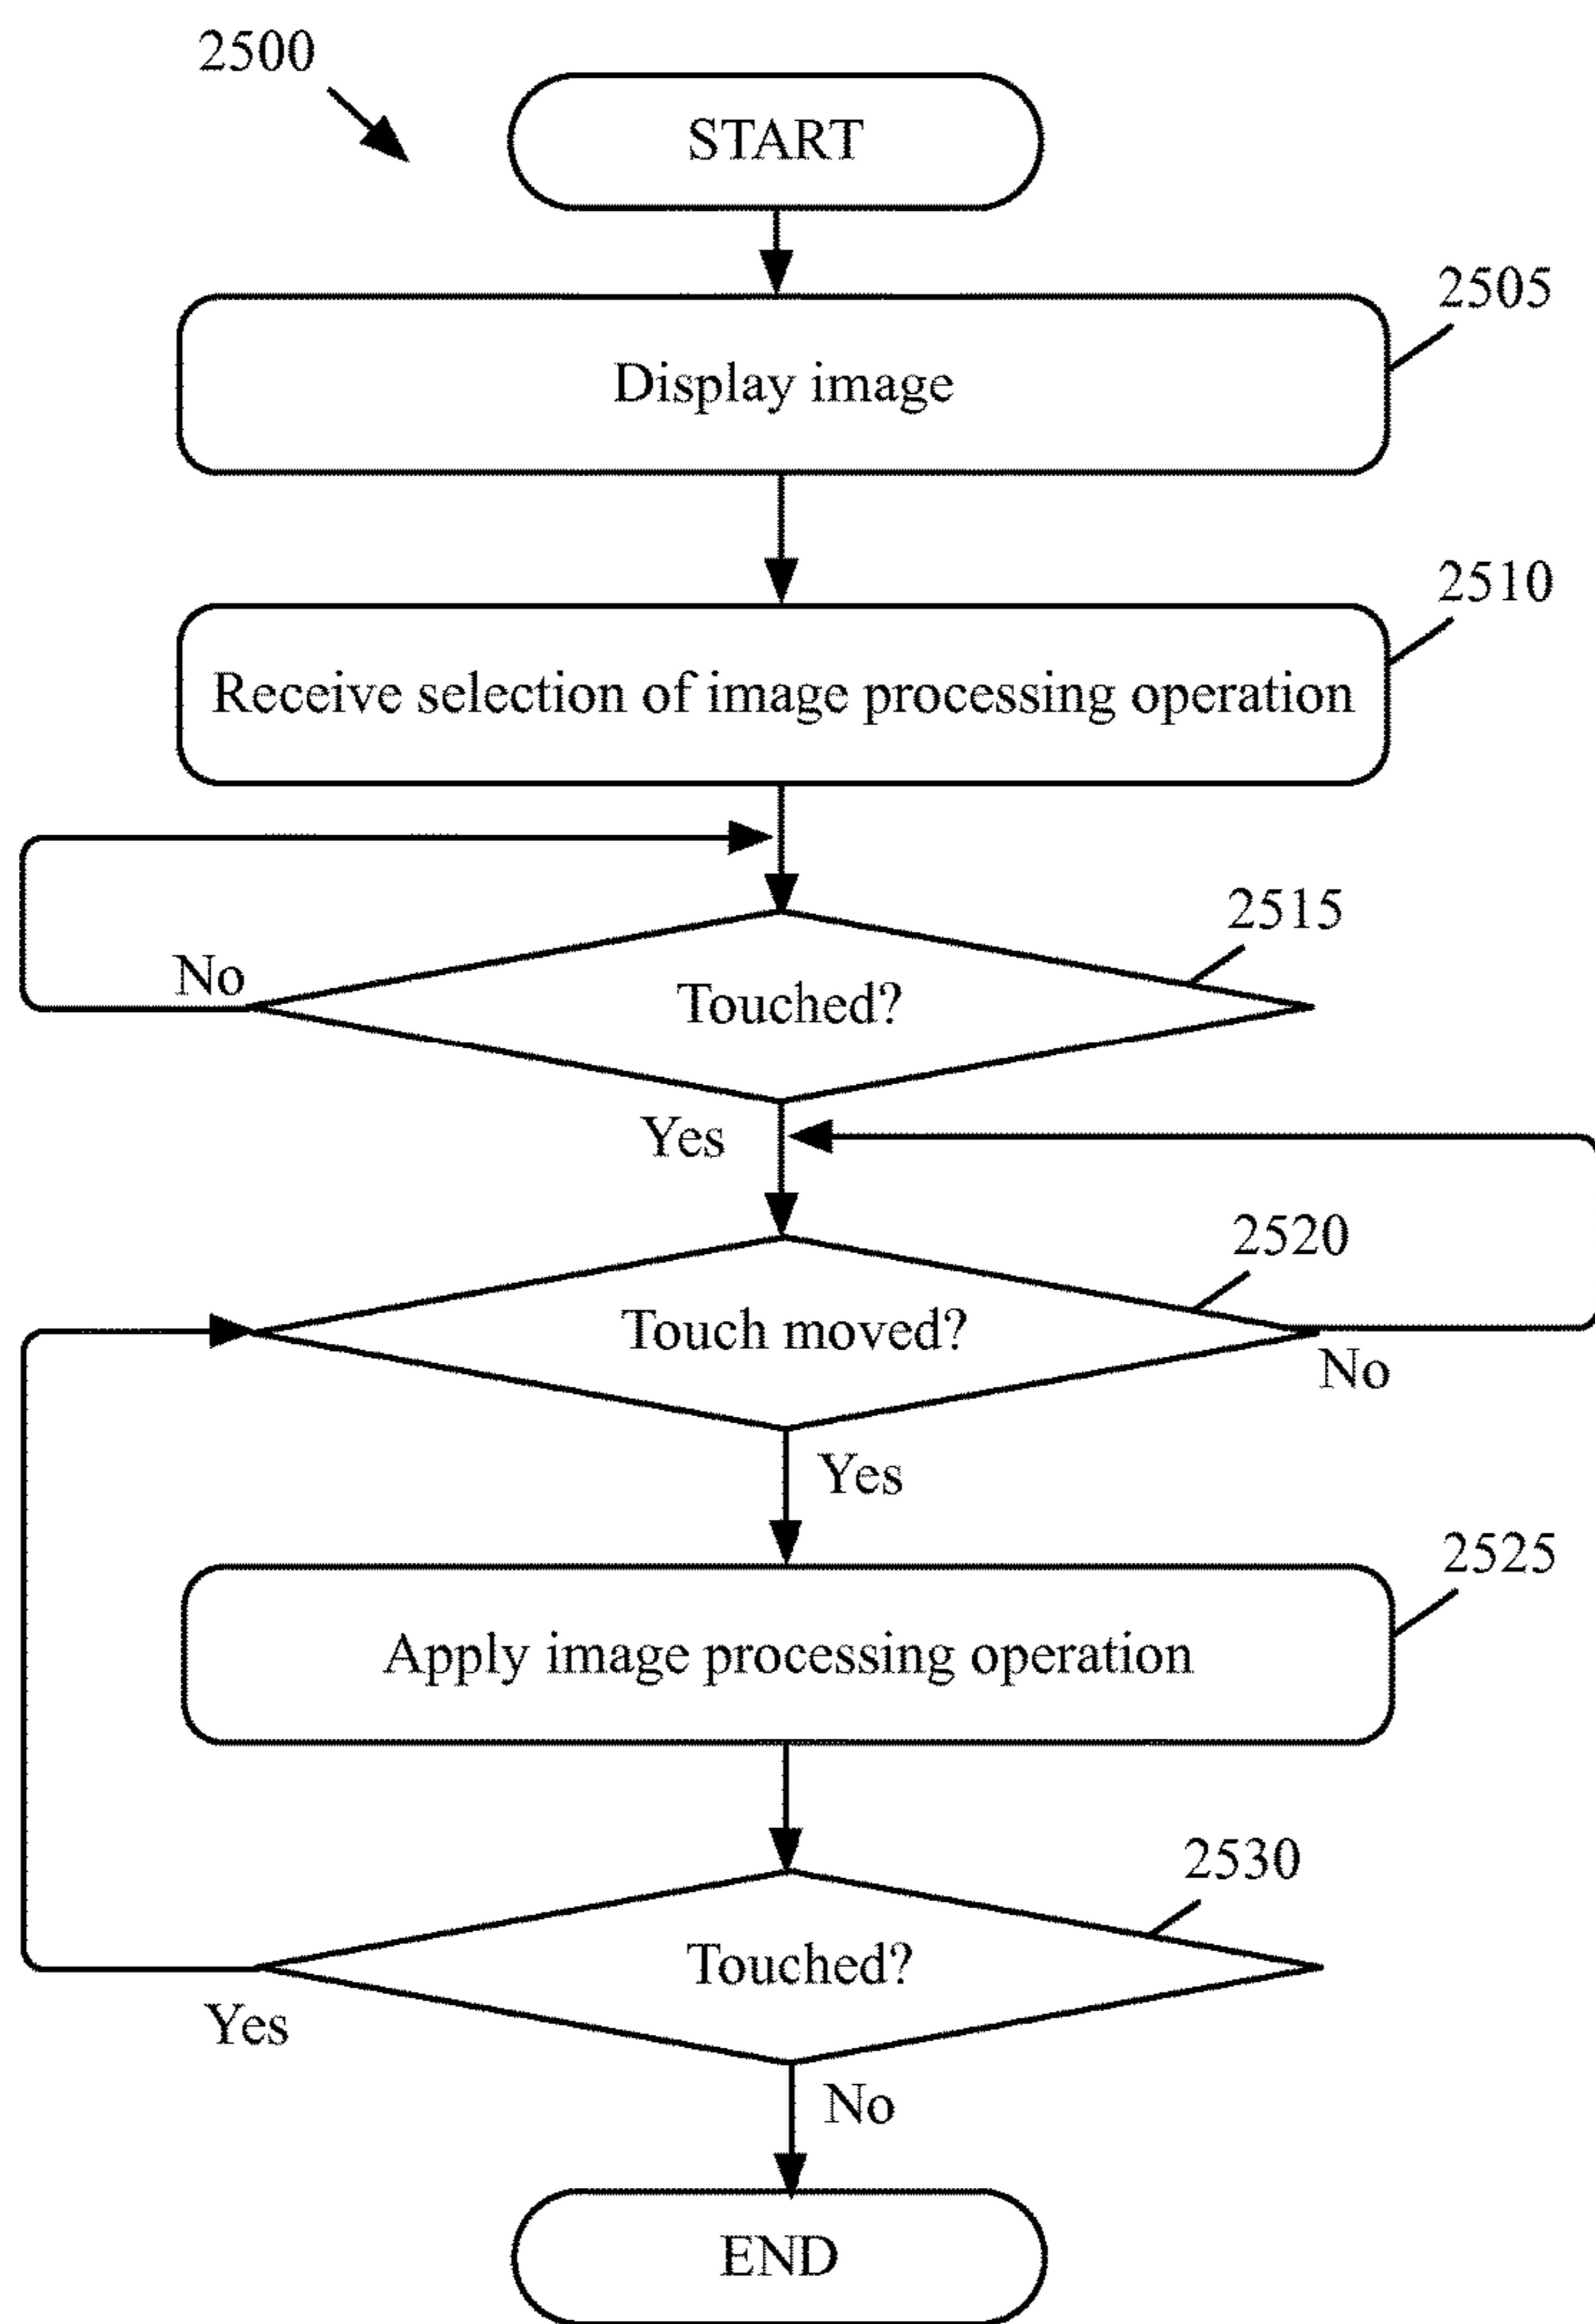 2500
START
2505
Display image
2510
Receive selection of image processing operation
2515
No
Touched?
Yes
2520
Touch moved?
No
Yes
2525
Apply image processing operation
2530
Touched?
Yes
No
END